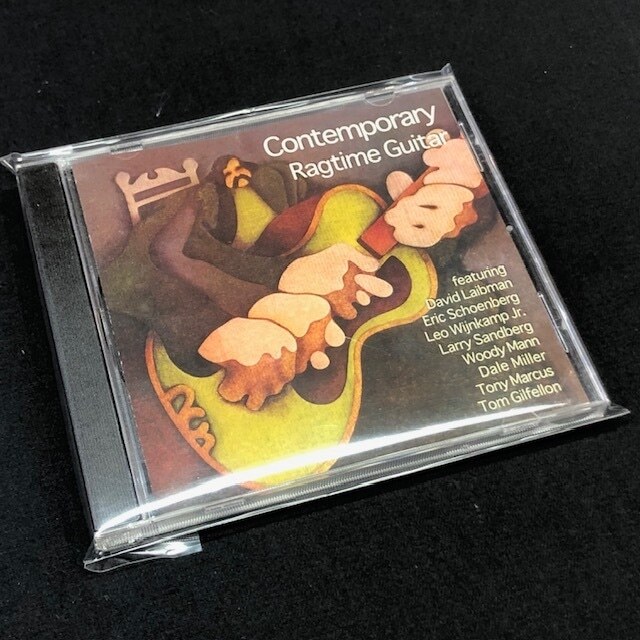 Contemporary
Ragtime Guitar
featuring
David Laibman
Eric Schoenberg
Leo Wijnkamp Jr.
Larry Sandberg
Woody Mann
Dale Miller
Tony Marcus
Tom Gilfellon